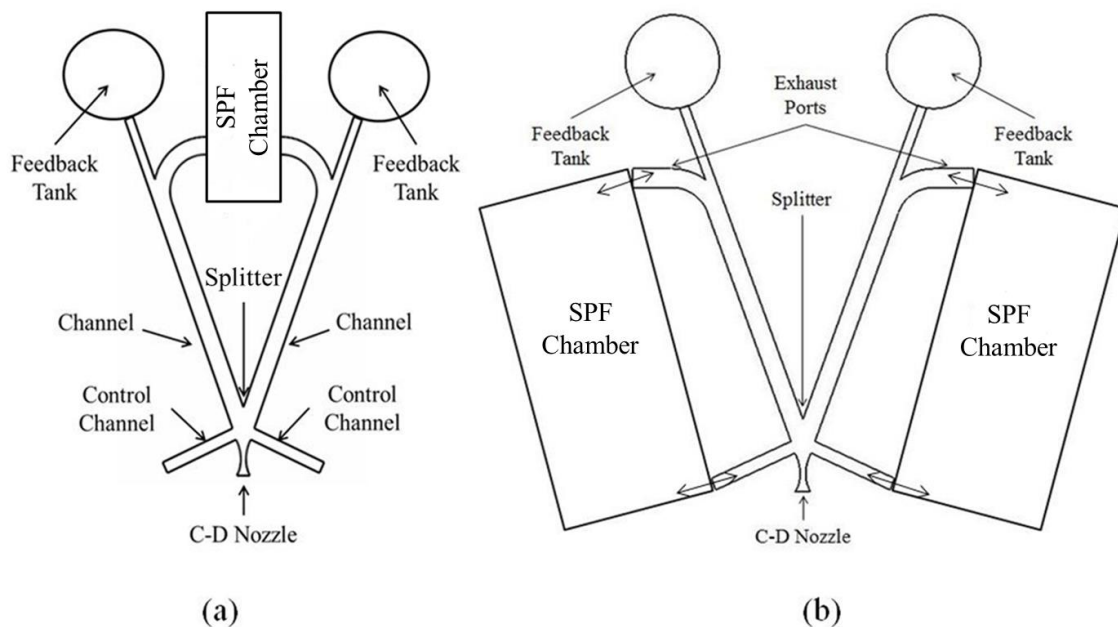 SPF
Chamber
Feedback
Tank
Feedback
Tank
Splitter
Channel
Channel
Control
Channel
Control
Channel
C-D Nozzle
(a)
Exhaust
Ports
Feedback
Tank
Feedback
Tank
Splitter
SPF
Chamber
SPF
Chamber
C-D Nozzle
(b)